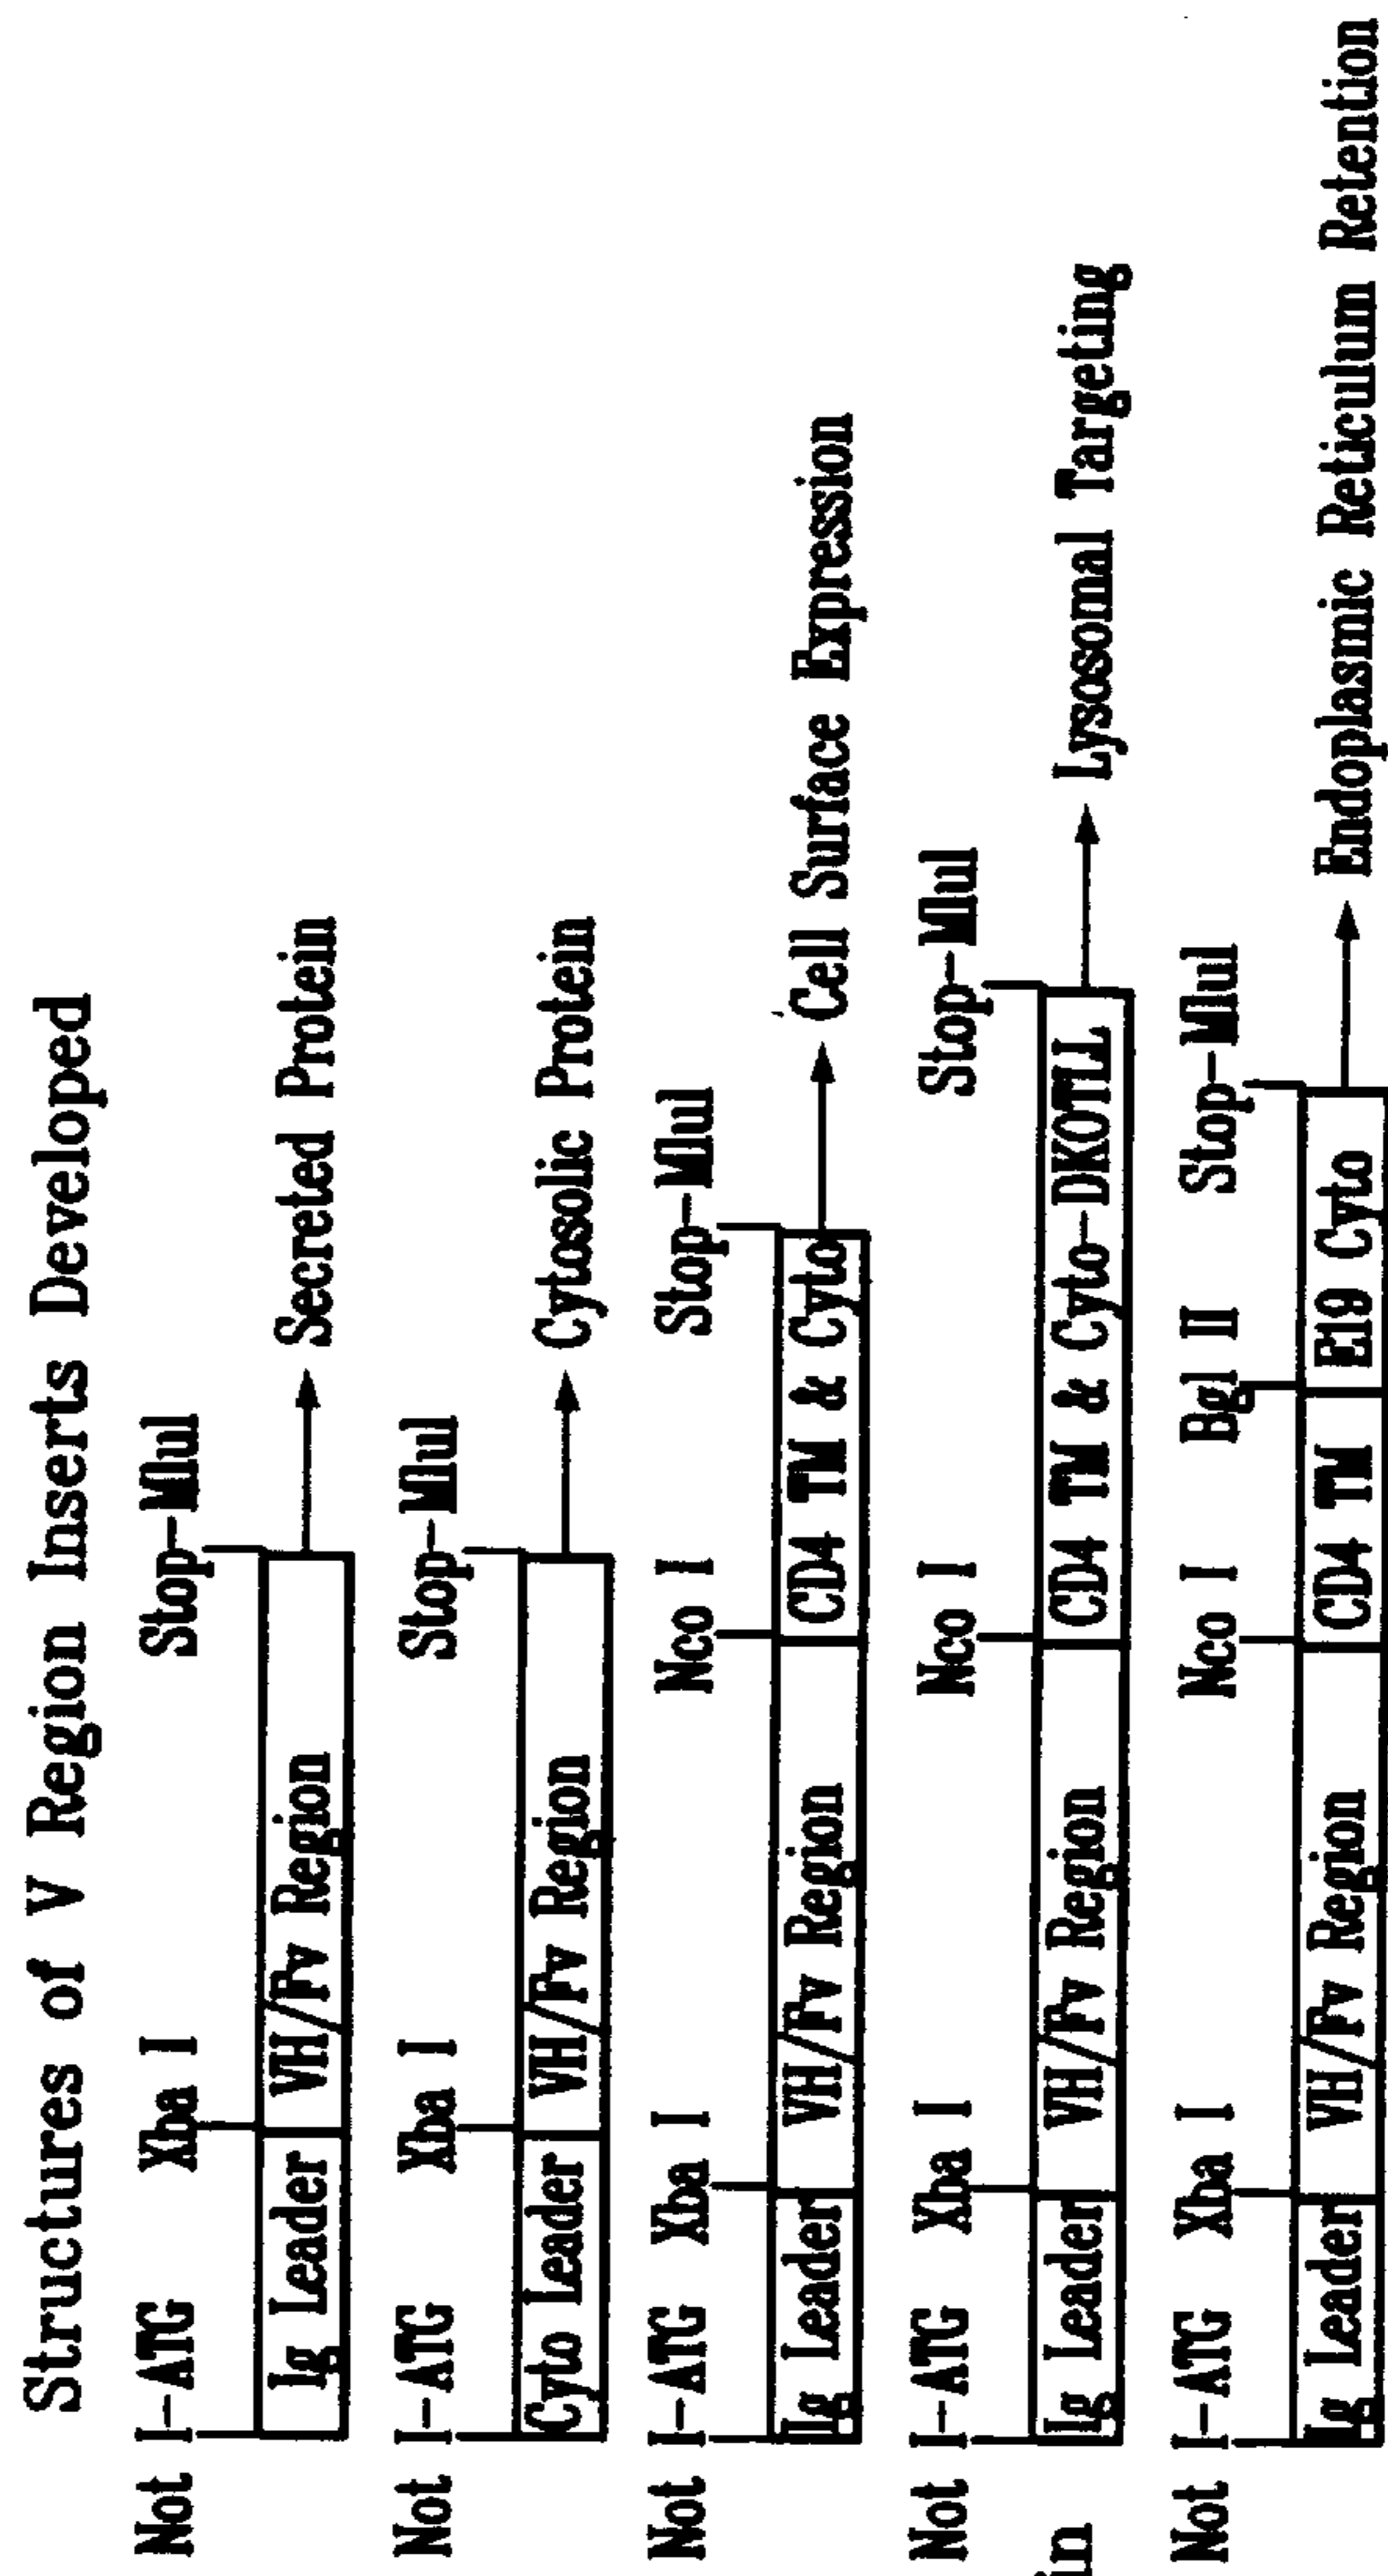 Structures of V Region Inserts Developed
Not I-ATG Xba I Stop-MluI
Ig Leader VH/Fv Region Secreted Protein
Not I-ATG Xba I Stop-MluI
Cyto Leader VH/Fv Region Cytosolic Protein
Not I-ATG Xba I Nco I Stop-MluI
Ig Leader VH/Fv Region CD4 TM & Cyto Cell Surface Expression
Not I-ATG Xba I Nco I Stop-MluI
Ig Leader VH/Fv Region CD4 TM & Cyto-DKOTLL Lysosomal Targeting
in
Not I-ATG Xba I Nco I Bgl II Stop-MluI
Ig Leader VH/Fv Region CD4 TM E19 Cyto Endoplasmic Reticulum Retention